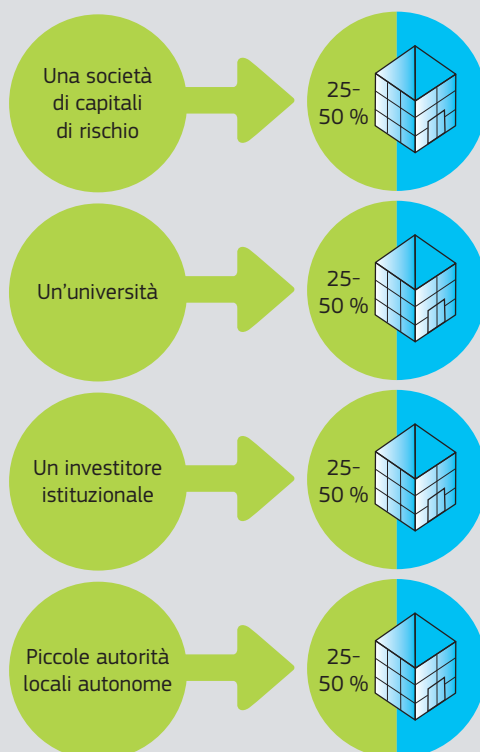 Una società
di capitali
di rischio
25-
50 %
Un'università
25-
50 %
Un investitore
istituzionale
25-
50 %
Piccole autorità
locali autonome
25-
50 %